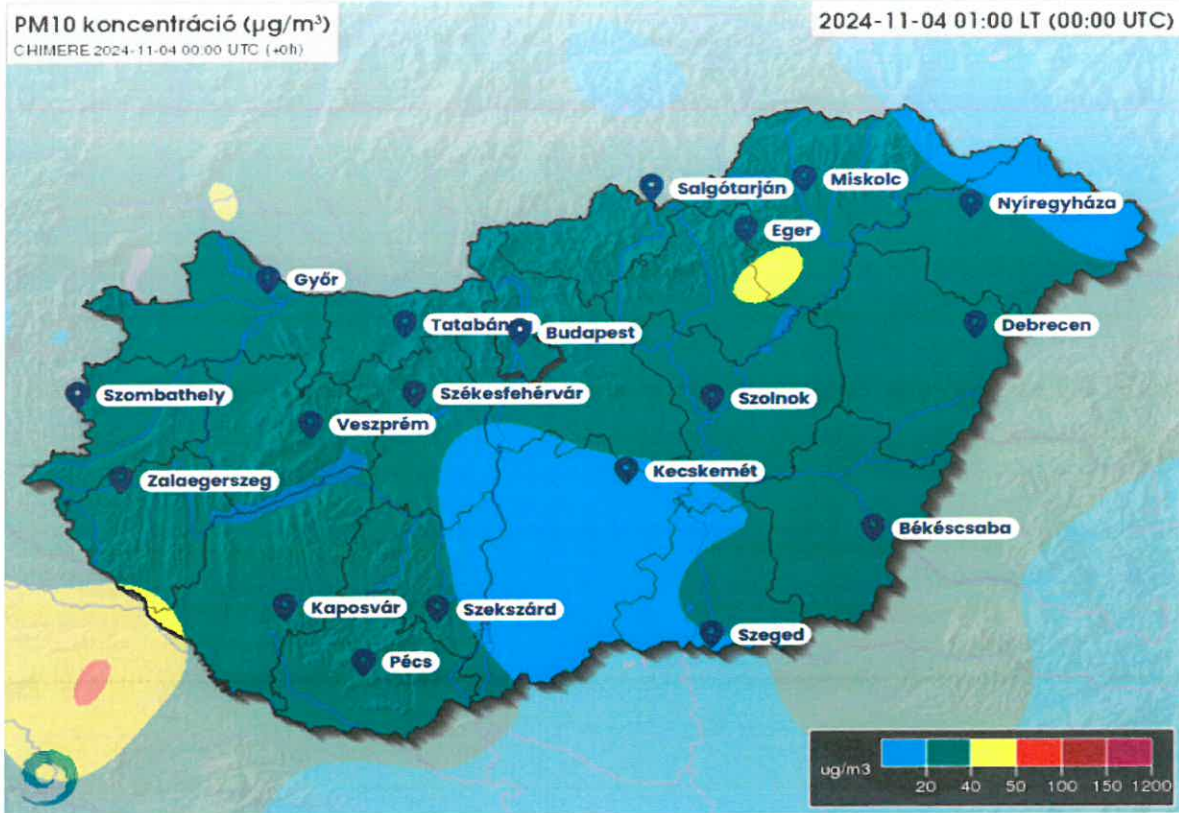 PM10 koncentráció (µg/m³)
CHIMERE 2024-11-04 00:00 UTC (+0h)
2024-11-04 01:00 LT (00:00 UTC)
Salgótarján
Miskolc
Nyíregyháza
Eger
Győr
Tatabán
Budapest
Debrecen
Szombathely
Székesfehérvár
Szolnok
Veszprém
Kecskemét
Zalaegerszeg
Békéscsaba
Kaposvár
Szekszárd
Szeged
Pécs
ug/m3
20 40 50 100 150 1200